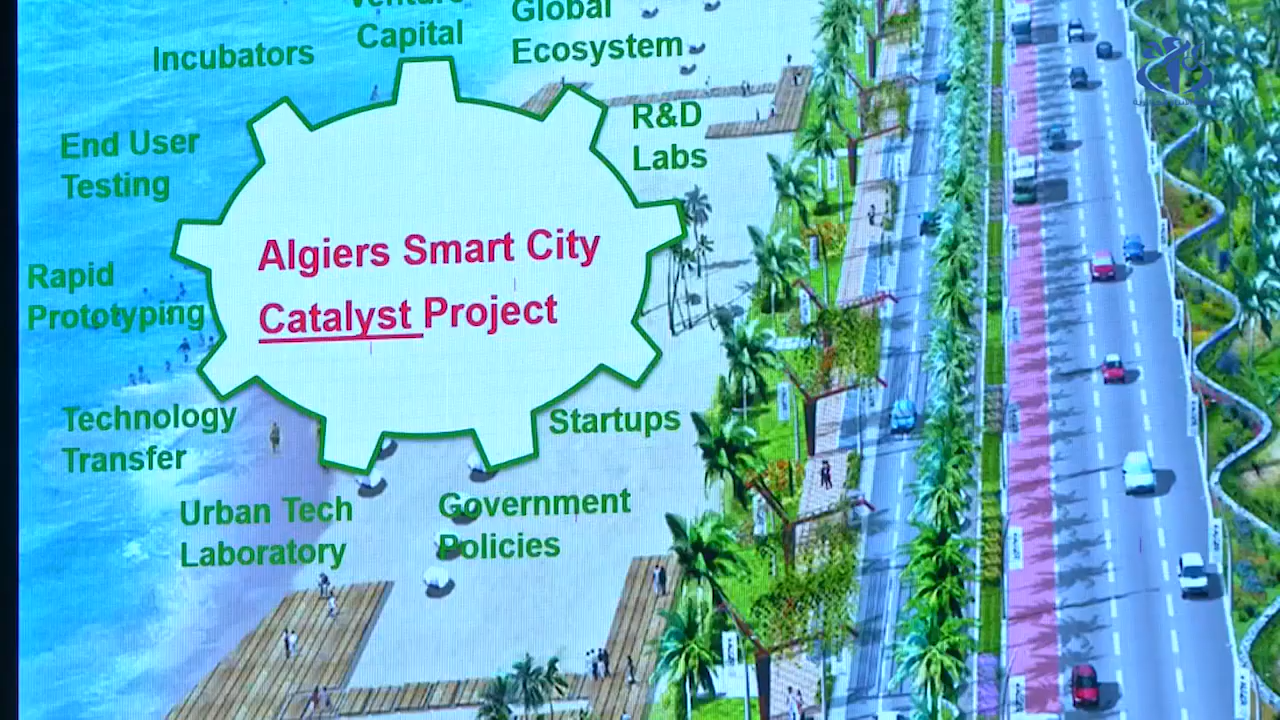 Venture
Capital
Global
Ecosystem
Incubators
R&D
Labs
End User
Testing
Algiers Smart City
Catalyst Project
Rapid
Prototyping
Technology
Transfer
Startups
Urban Tech
Laboratory
Government
Policies